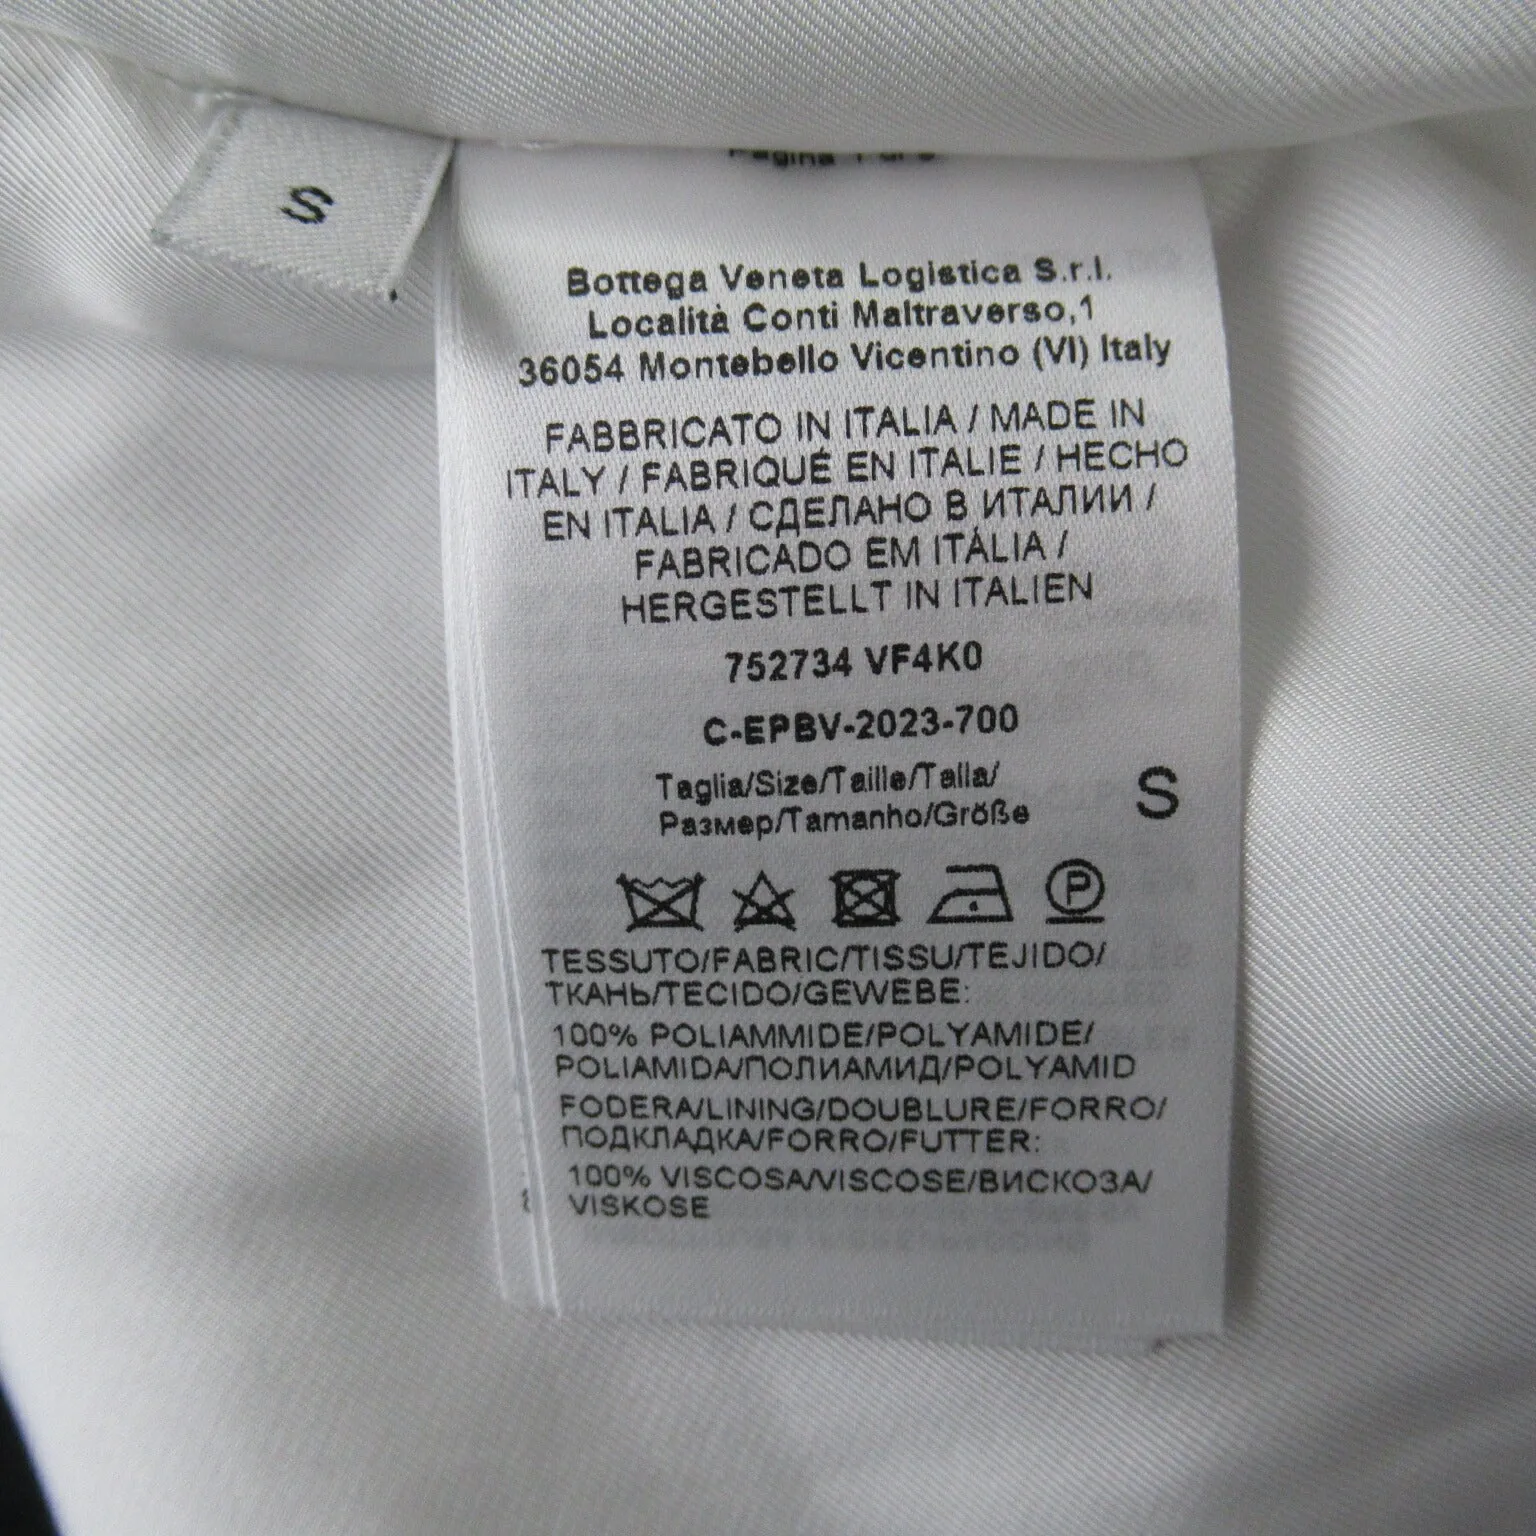 S
Bottega Veneta Logistica S.r.l.
Località Conti Maltraverso,1
36054 Montebello Vicentino (VI) Italy
FABBRICATO IN ITALIA / MADE IN
ITALY / FABRIQUÉ EN ITALIE / HECHO
EN ITALIA / СДЕЛАНО В ИТАЛИИ /
FABRICADO EM ITÁLIA /
HERGESTELLT IN ITALIEN
752734 VF4K0
C-EPBV-2023-700
Taglia/Size/Taille/Talla/
Размер/Tamanho/Größe
S
P
TESSUTO/FABRIC/TISSU/TEJIDO/
ТКАНЬ/TECIDO/GEWEBE:
100% POLIAMMIDE/POLYAMIDE/
POLIAMIDA/ПОЛИАМИД/POLYAMID
FODERA/LINING/DOUBLURE/FORRO/
ПОДКЛАДКА/FORRO/FUTTER:
100% VISCOSA/VISCOSE/ВИСКОЗА/
VISKOSE